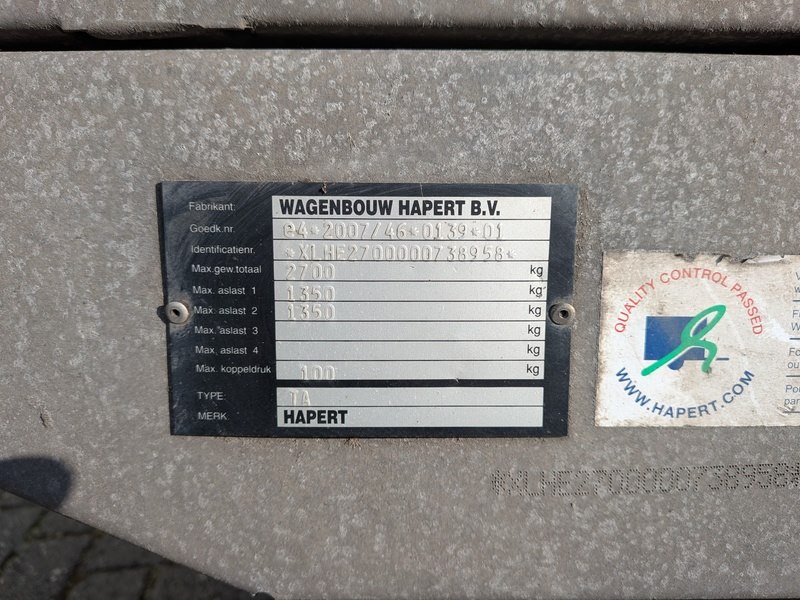 Fabrikant: WAGENBOUW HAPERT B.V.
Goedk.nr. e4*2007/46*0139*01
Identificatienr. *XLHE2700000738958*
Max.gew.totaal 2700 kg
Max. aslast 1 1350 kg
Max. aslast 2 1350 kg
Max. aslast 3 kg
Max. aslast 4 kg
Max. koppeldruk 100 kg
TYPE: TA
MERK. HAPERT
QUALITY CONTROL PASSED
WWW.HAPERT.COM
*XLHE2700000738958*